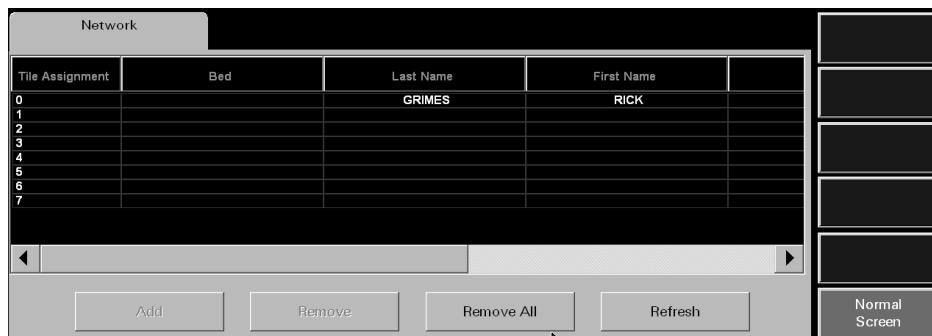 Network
Tile Assignment Bed Last Name First Name
0 GRIMES RICK
1
2
3
4
5
6
7
Add Remove Remove All Refresh
Normal
Screen